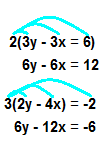 2(3y - 3x = 6)
6y - 6x = 12
3(2y - 4x) = -2
6y - 12x = -6